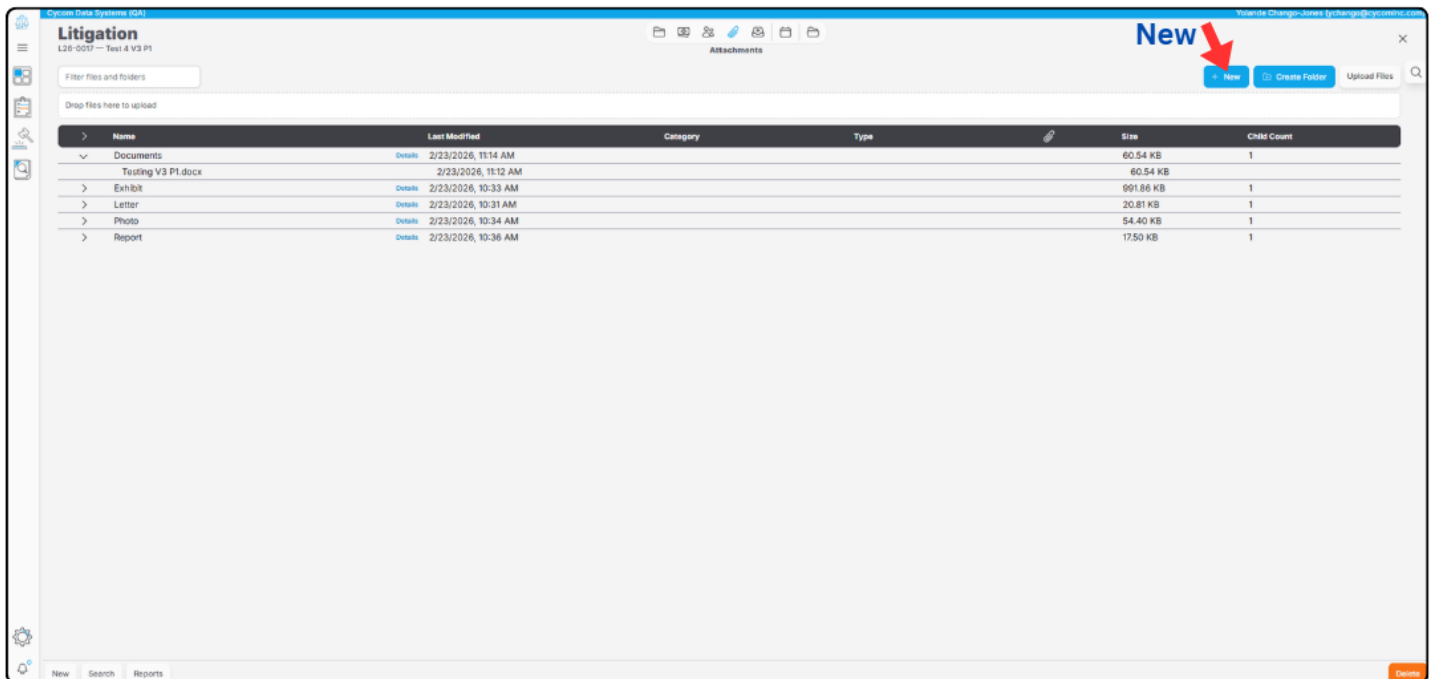 Cycom Data Systems (QA) Yolande Chango-Jones (ychango@cycominc.com)
Litigation
L26-0017 — Test 4 V3 P1
Attachments
New
Filter files and folders
+ New Create Folder Upload Files
Drop files here to upload
Name Last Modified Category Type Size Child Count
Documents Details 2/23/2026, 11:14 AM 60.54 KB 1
Testing V3 P1.docx 2/23/2026, 11:12 AM 60.54 KB
Exhibit Details 2/23/2026, 10:33 AM 991.86 KB 1
Letter Details 2/23/2026, 10:31 AM 20.81 KB 1
Photo Details 2/23/2026, 10:34 AM 54.40 KB 1
Report Details 2/23/2026, 10:36 AM 17.50 KB 1
New Search Reports Delete